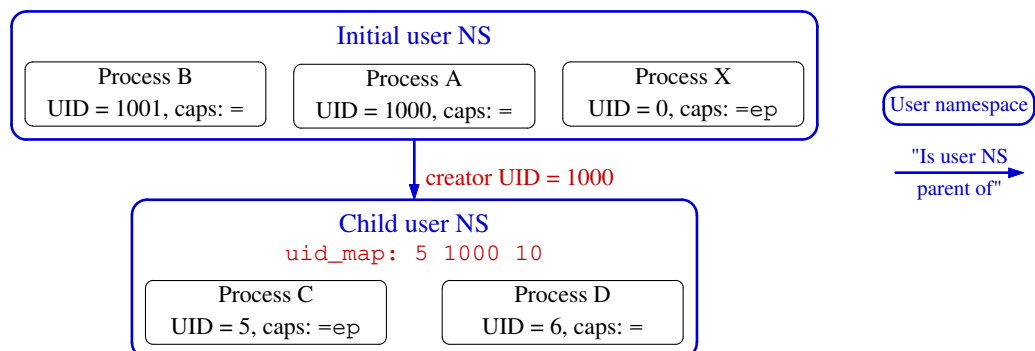 Initial user NS
Process B
UID = 1001, caps: =
Process A
UID = 1000, caps: =
Process X
UID = 0, caps: =ep
User namespace
creator UID = 1000
"Is user NS
parent of"
Child user NS
uid_map: 5 1000 10
Process C
UID = 5, caps: =ep
Process D
UID = 6, caps: =